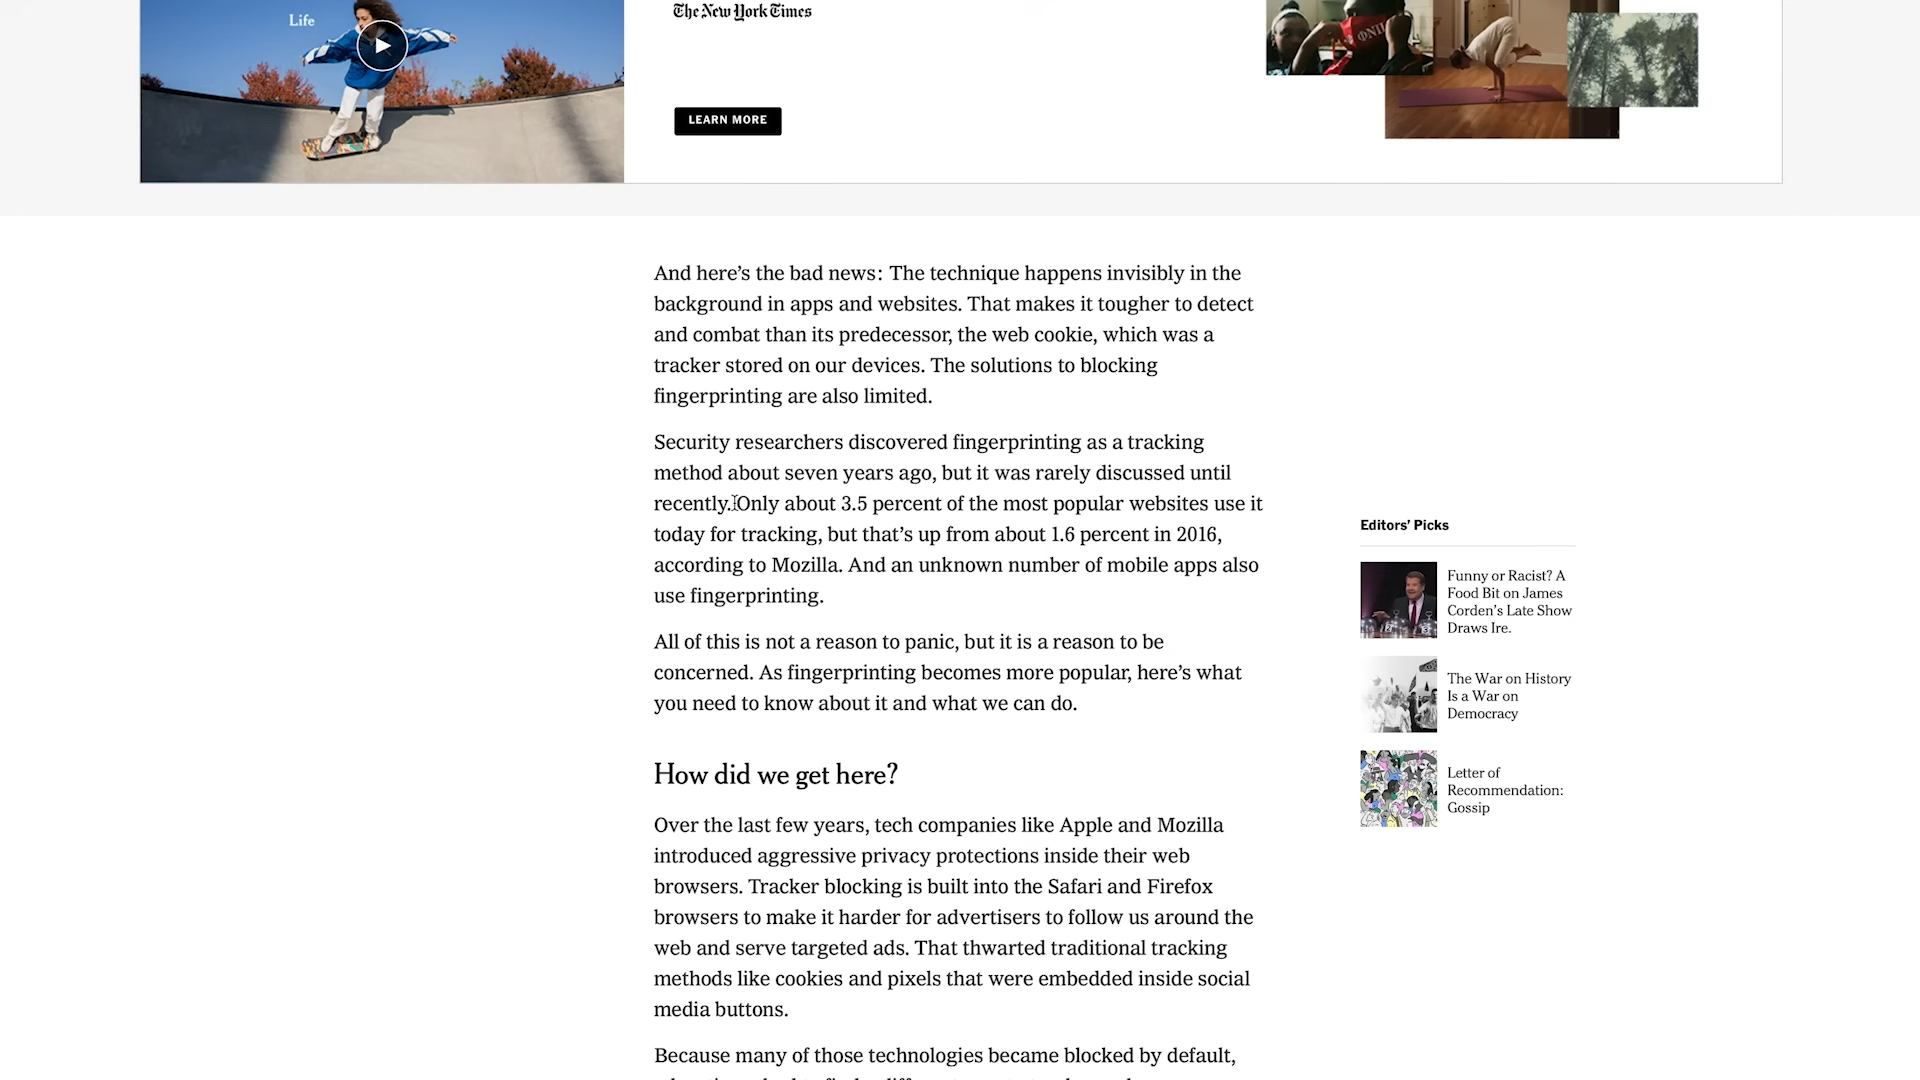 Life
The New York Times
LEARN MORE
ΦΝΠ
And here’s the bad news: The technique happens invisibly in the
background in apps and websites. That makes it tougher to detect
and combat than its predecessor, the web cookie, which was a
tracker stored on our devices. The solutions to blocking
fingerprinting are also limited.
Security researchers discovered fingerprinting as a tracking
method about seven years ago, but it was rarely discussed until
recently. Only about 3.5 percent of the most popular websites use it
today for tracking, but that’s up from about 1.6 percent in 2016,
according to Mozilla. And an unknown number of mobile apps also
use fingerprinting.
All of this is not a reason to panic, but it is a reason to be
concerned. As fingerprinting becomes more popular, here’s what
you need to know about it and what we can do.
How did we get here?
Over the last few years, tech companies like Apple and Mozilla
introduced aggressive privacy protections inside their web
browsers. Tracker blocking is built into the Safari and Firefox
browsers to make it harder for advertisers to follow us around the
web and serve targeted ads. That thwarted traditional tracking
methods like cookies and pixels that were embedded inside social
media buttons.
Because many of those technologies became blocked by default,
Editors’ Picks
Funny or Racist? A
Food Bit on James
Corden’s Late Show
Draws Ire.
The War on History
Is a War on
Democracy
Letter of
Recommendation:
Gossip